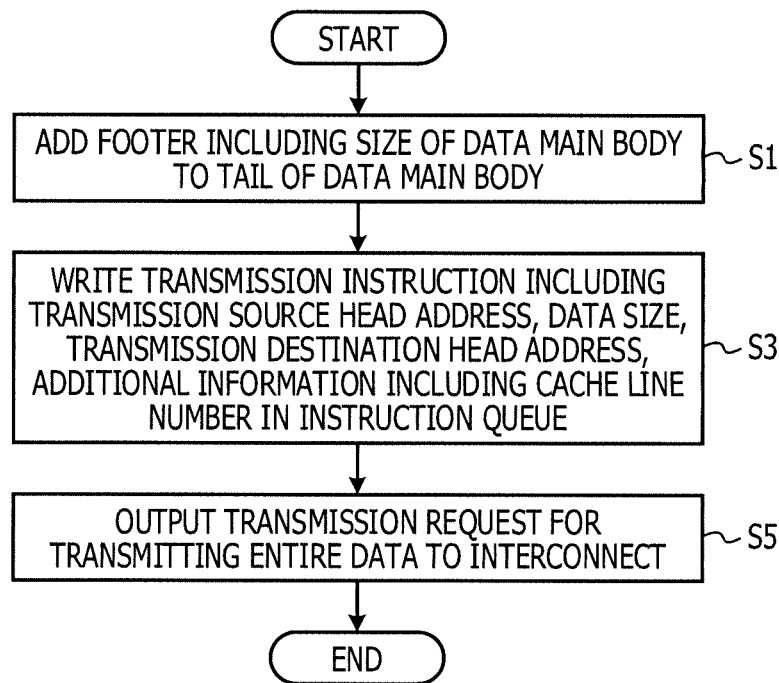 START
ADD FOOTER INCLUDING SIZE OF DATA MAIN BODY
TO TAIL OF DATA MAIN BODY
S1
WRITE TRANSMISSION INSTRUCTION INCLUDING
TRANSMISSION SOURCE HEAD ADDRESS, DATA SIZE,
TRANSMISSION DESTINATION HEAD ADDRESS,
ADDITIONAL INFORMATION INCLUDING CACHE LINE
NUMBER IN INSTRUCTION QUEUE
S3
OUTPUT TRANSMISSION REQUEST FOR
TRANSMITTING ENTIRE DATA TO INTERCONNECT
S5
END